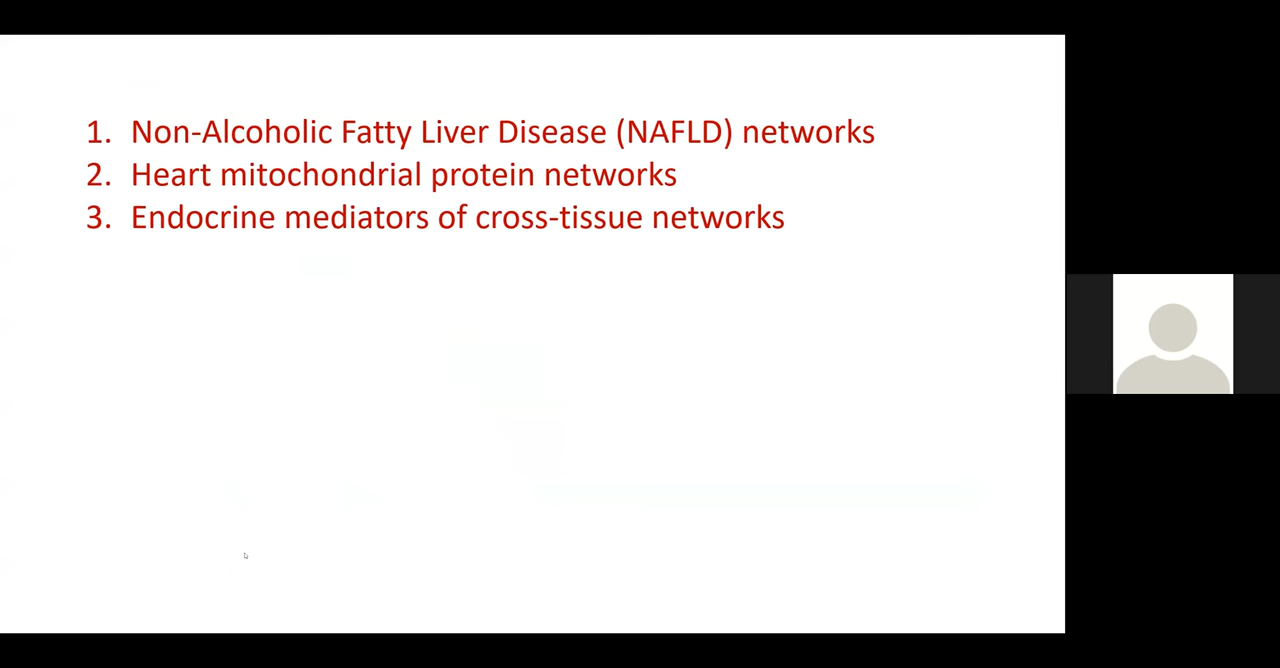 1. Non-Alcoholic Fatty Liver Disease (NAFLD) networks
2. Heart mitochondrial protein networks
3. Endocrine mediators of cross-tissue networks